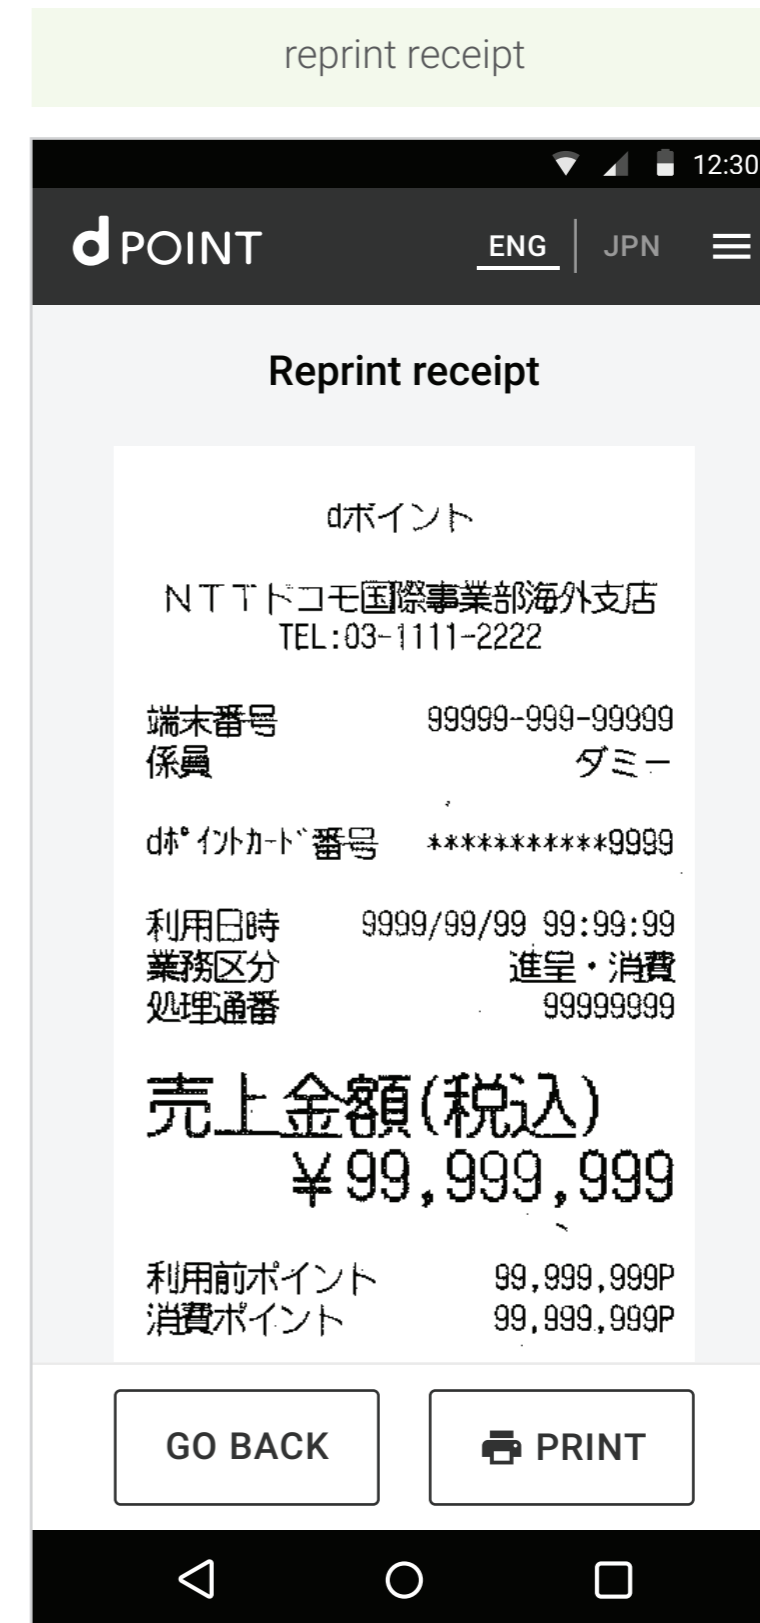 reprint receipt
12:30
d POINT ENG JPN
Reprint receipt
dポイント
NTTドコモ国際事業部海外支店
TEL:03-1111-2222
端末番号 99999-999-99999
係員 ダミー
dﾎﾟｲﾝﾄｶｰﾄﾞ番号 ***********9999
利用日時 9999/99/99 99:99:99
業務区分 進呈・消費
処理通番 99999999
売上金額(税込)
¥99,999,999
利用前ポイント 99,999,999P
消費ポイント 99,999,999P
GO BACK PRINT